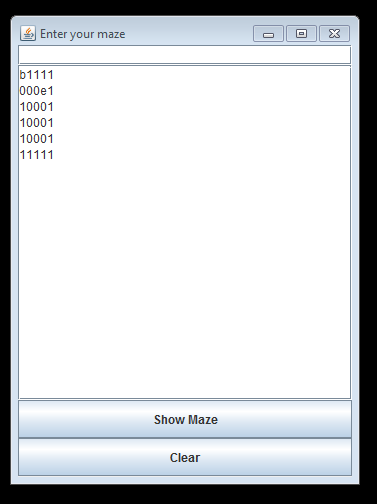 Enter your maze
b1111
000e1
10001
10001
10001
11111
Show Maze
Clear